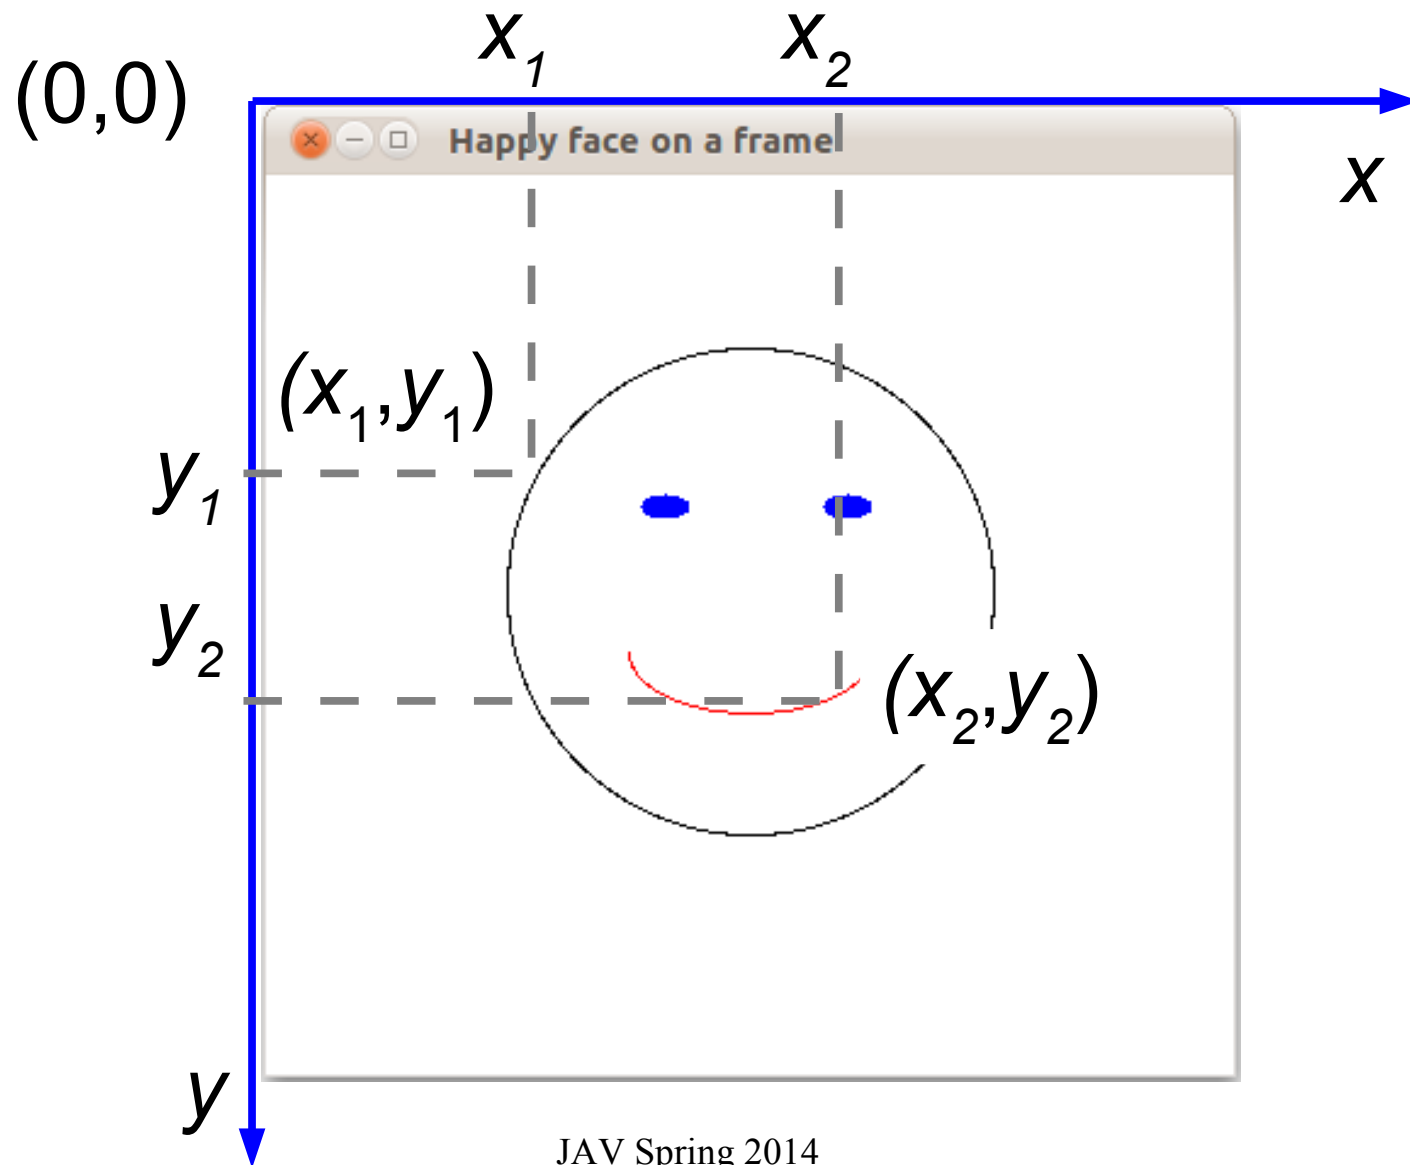 x1 x2
(0,0)
Happy face on a frame
x
(x1,y1)
y1
y2
(x2,y2)
y
JAV Spring 2014